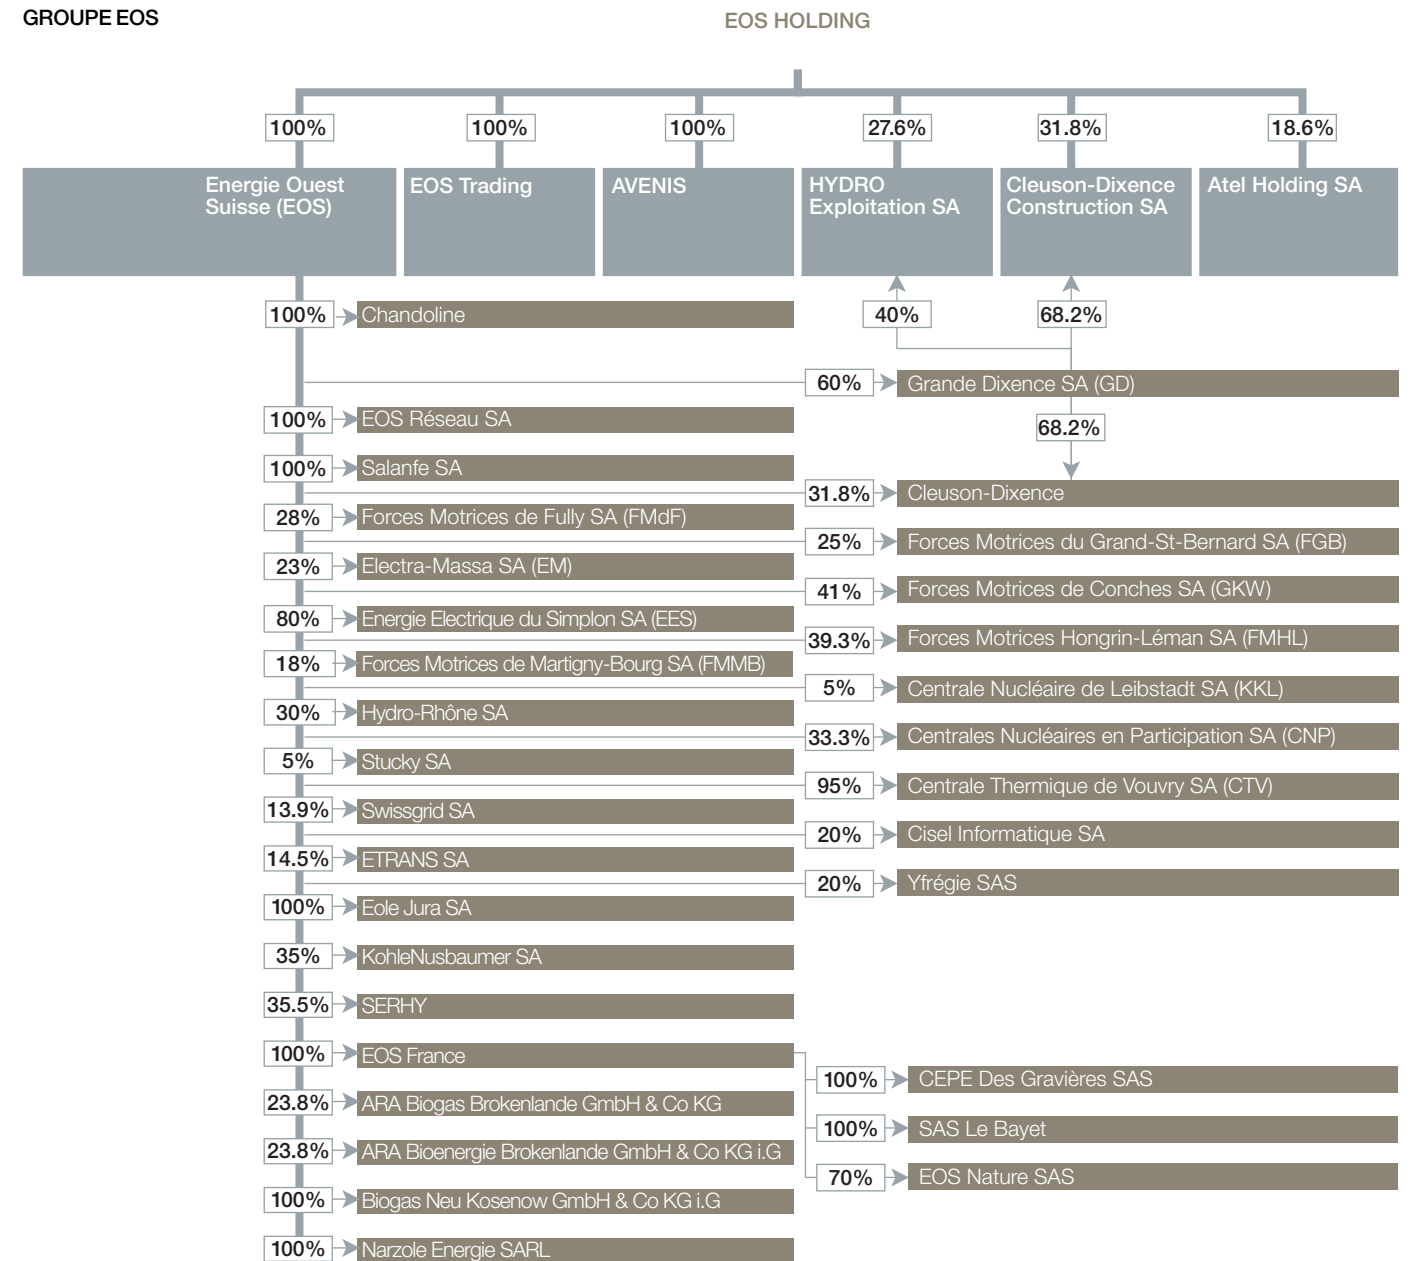 GROUPE EOS
EOS HOLDING
100%
100%
100%
27.6%
31.8%
18.6%
Energie Ouest
Suisse (EOS)
EOS Trading
AVENIS
HYDRO
Exploitation SA
Cleuson-Dixence
Construction SA
Atel Holding SA
100%
Chandoline
40%
68.2%
60%
Grande Dixence SA (GD)
100%
EOS Réseau SA
68.2%
100%
Salanfe SA
31.8%
Cleuson-Dixence
28%
Forces Motrices de Fully SA (FMdF)
25%
Forces Motrices du Grand-St-Bernard SA (FGB)
23%
Electra-Massa SA (EM)
41%
Forces Motrices de Conches SA (GKW)
80%
Energie Electrique du Simplon SA (EES)
39.3%
Forces Motrices Hongrin-Léman SA (FMHL)
18%
Forces Motrices de Martigny-Bourg SA (FMMB)
5%
Centrale Nucléaire de Leibstadt SA (KKL)
30%
Hydro-Rhône SA
33.3%
Centrales Nucléaires en Participation SA (CNP)
5%
Stucky SA
95%
Centrale Thermique de Vouvry SA (CTV)
13.9%
Swissgrid SA
20%
Cisel Informatique SA
14.5%
ETRANS SA
20%
Yfrégie SAS
100%
Eole Jura SA
35%
KohleNusbaumer SA
35.5%
SERHY
100%
EOS France
100%
CEPE Des Gravières SAS
23.8%
ARA Biogas Brokenlande GmbH & Co KG
100%
SAS Le Bayet
23.8%
ARA Bioenergie Brokenlande GmbH & Co KG i.G
70%
EOS Nature SAS
100%
Biogas Neu Kosenow GmbH & Co KG i.G
100%
Narzole Energie SARL